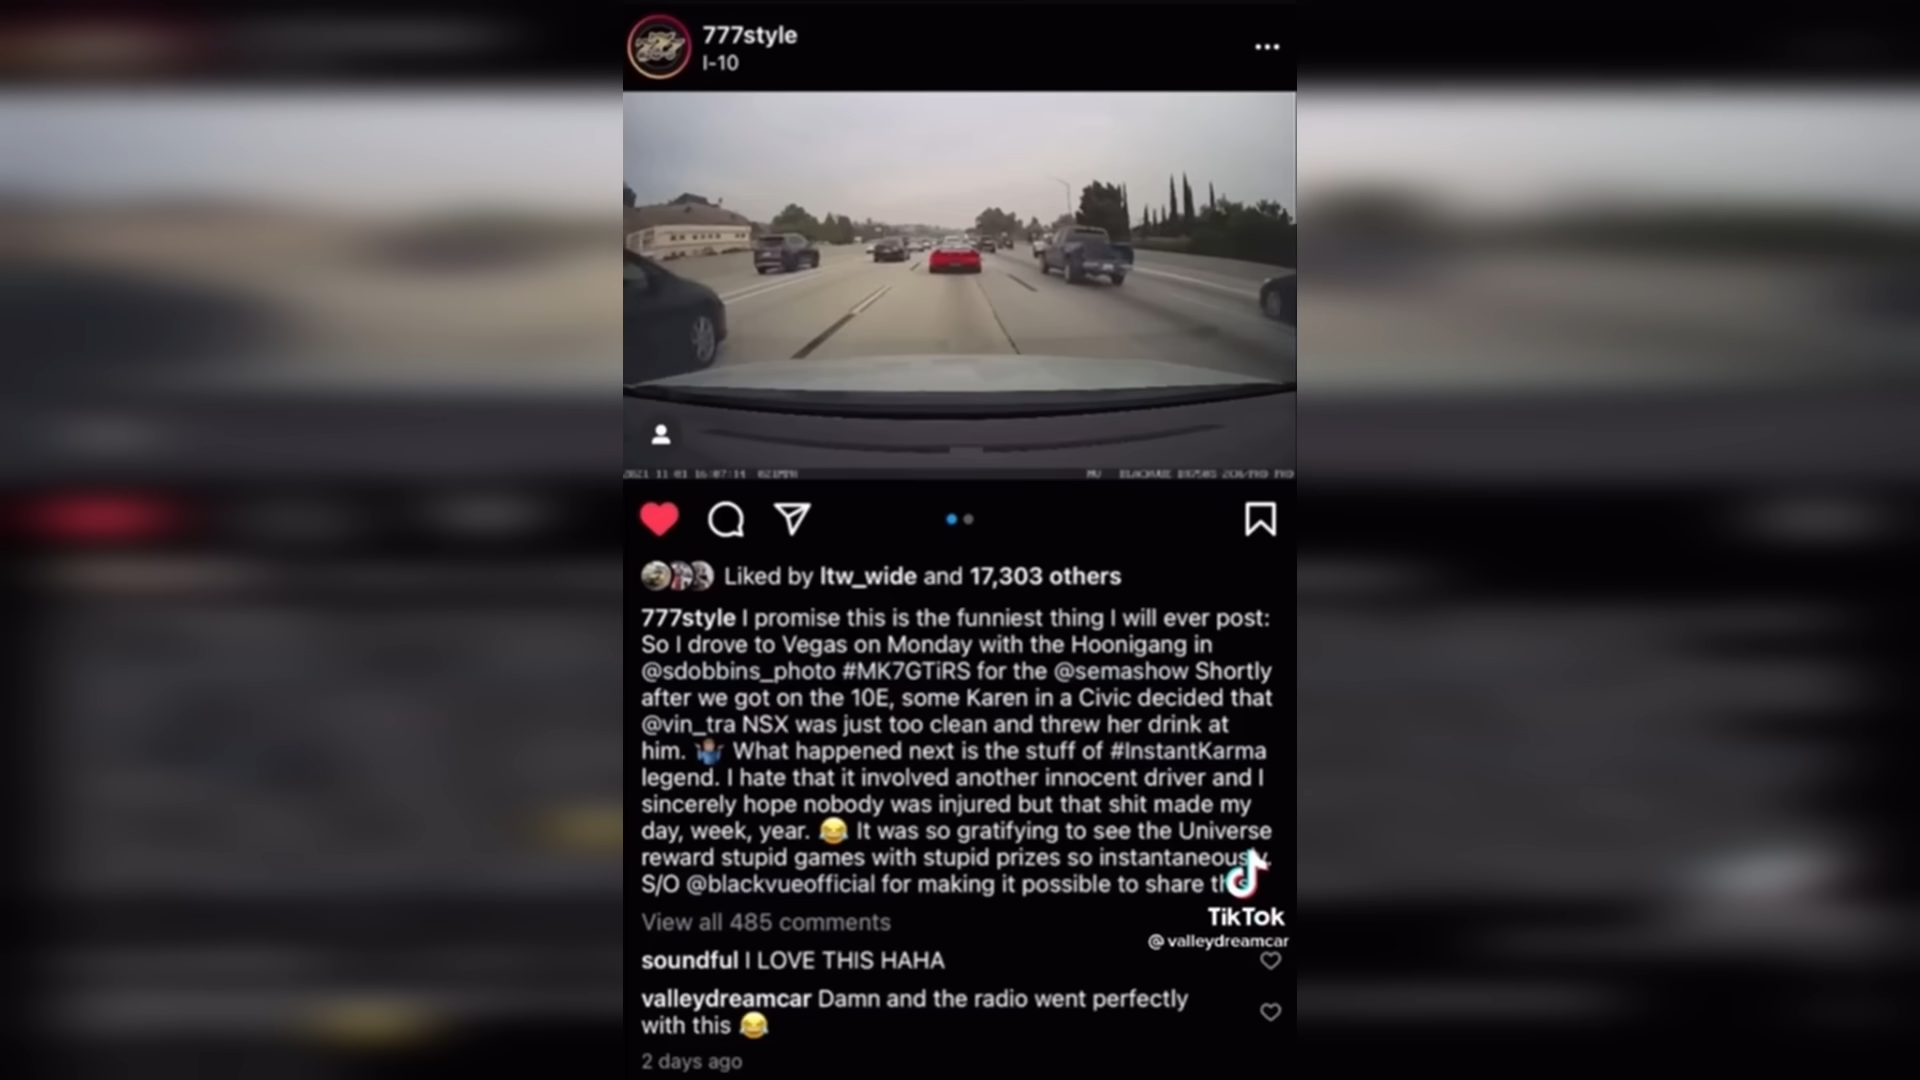 777style
I-10
777style I promise this is the funniest thing I will ever post:
So I drove to Vegas on Monday with the Hoonigang in
@sdobbins_photo #MK7GTiRS for the @semashow Shortly
after we got on the 10E, some Karen in a Civic decided that
@vin_tra NSX was just too clean and threw her drink at
him. 🤷🏽‍♂️ What happened next is the stuff of #InstantKarma
legend. I hate that it involved another innocent driver and I
sincerely hope nobody was injured but that shit made my
day, week, year. 😂 It was so gratifying to see the Universe
reward stupid games with stupid prizes so instantaneously.
S/O @blackvueofficial for making it possible to share
Liked by ltw_wide and 17,303 others
View all 485 comments
TikTok
@valleydreamcar
soundful I LOVE THIS HAHA
valleydreamcar Damn and the radio went perfectly
with this 😂
2 days ago